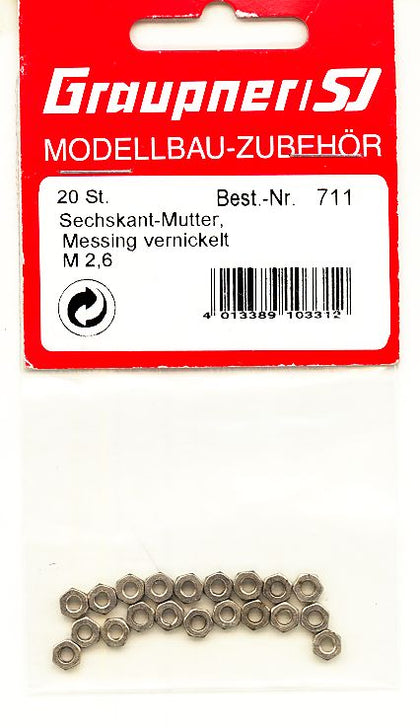 Graupner/SJ
MODELLBAU-ZUBEHÖR
20 St. Best.-Nr. 711
Sechskant-Mutter,
Messing vernickelt
M 2,6
4 013389 103312